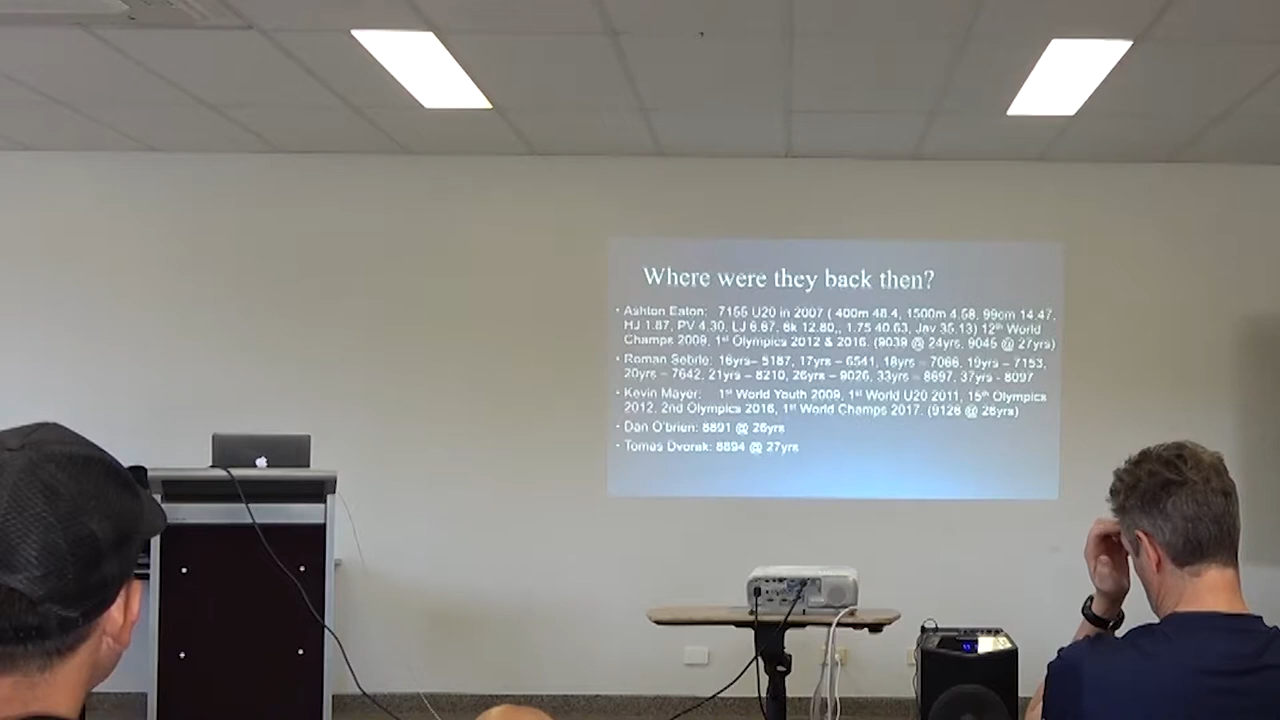 Where were they back then?
· Ashton Eaton: 7155 U20 in 2007 ( 400m 48.4, 1500m 4.58, 99cm 14.47,
HJ 1.87, PV 4.30, LJ 6.67, 6k 12.80,, 1.75 40.63, Jav 35.13) 12th World
Champs 2009, 1st Olympics 2012 & 2016. (9039 @ 24yrs, 9045 @ 27yrs)
· Roman Sebrle: 16yrs– 5187, 17yrs – 6541, 18yrs – 7066, 19yrs – 7153,
20yrs – 7642, 21yrs – 8210, 26yrs – 9026, 33yrs – 8697, 37yrs - 8097
· Kevin Mayer: 1st World Youth 2009, 1st World U20 2011, 15th Olympics
2012, 2nd Olympics 2016, 1st World Champs 2017. (9126 @ 26yrs)
· Dan O'brien: 8891 @ 26yrs
· Tomas Dvorak: 8894 @ 27yrs